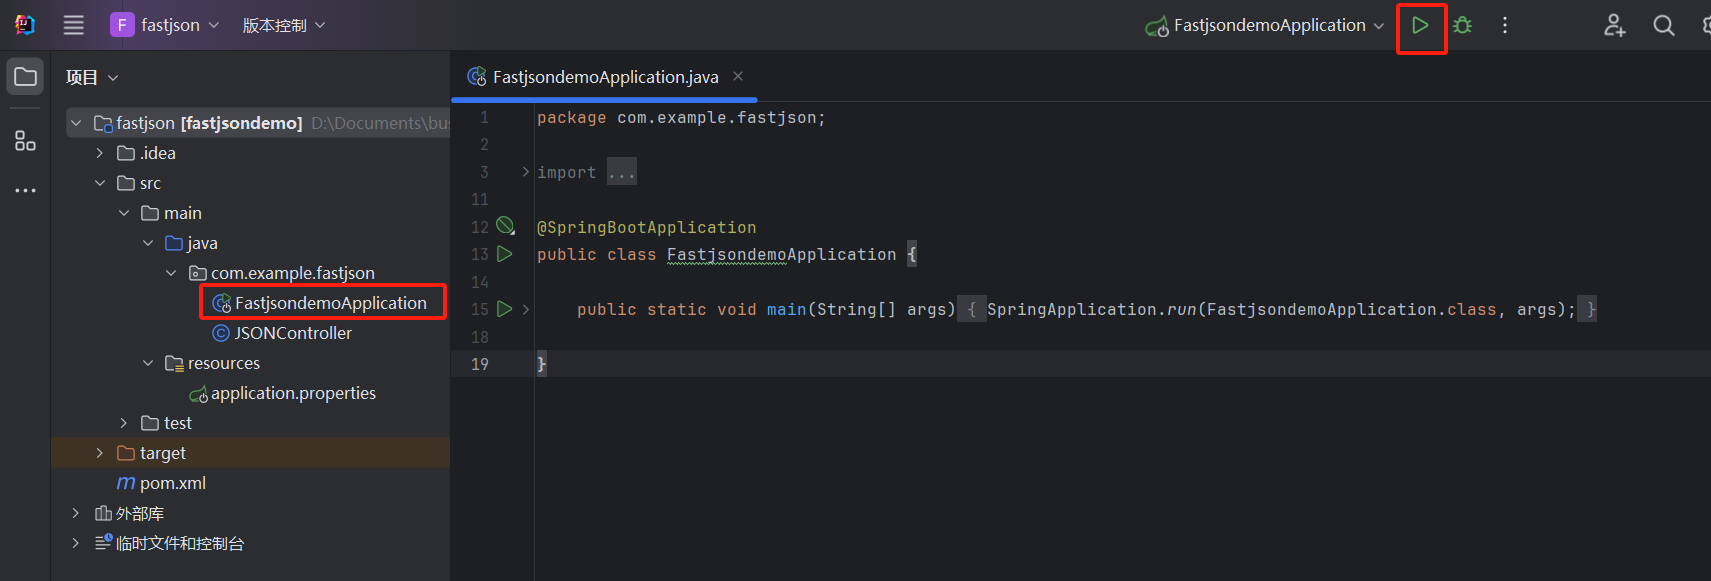 F fastjson 版本控制 FastjsondemoApplication
项目
FastjsondemoApplication.java
fastjson [fastjsondemo] D:\Documents\bu
.idea
src
main
java
com.example.fastjson
FastjsondemoApplication
JSONController
resources
application.properties
test
target
m pom.xml
外部库
临时文件和控制台
1 package com.example.fastjson;
2
3 import ...
11
12 @SpringBootApplication
13 public class FastjsondemoApplication {
14
15 public static void main(String[] args) { SpringApplication.run(FastjsondemoApplication.class, args); }
18
19 }